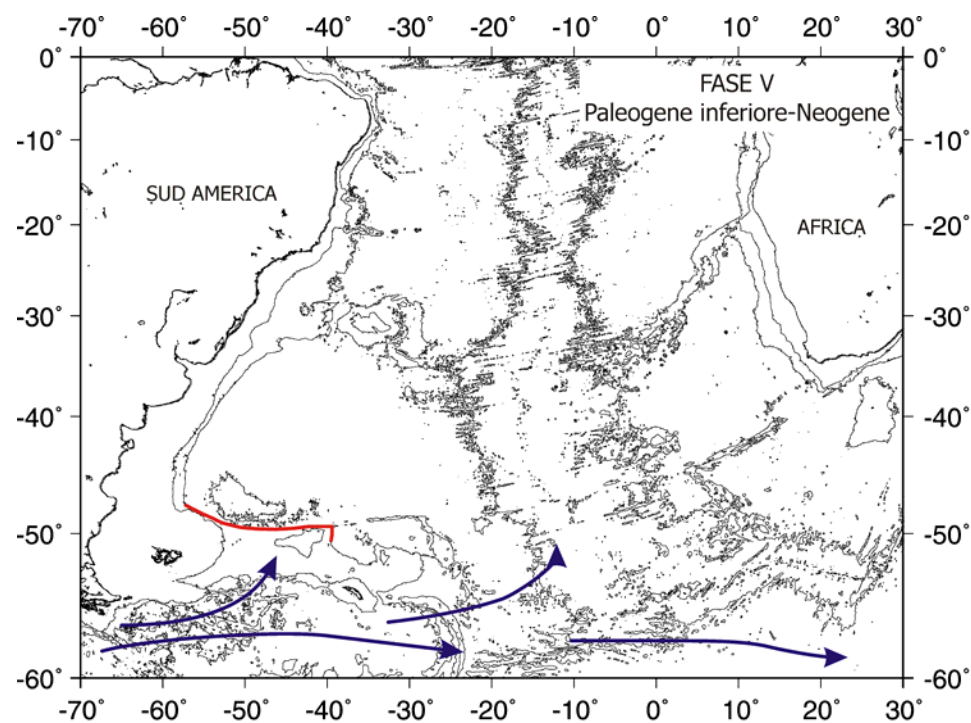 -70° -60° -50° -40° -30° -20° -10° 0° 10° 20° 30°
0° 0°
FASE V
Paleogene inferiore-Neogene
-10° -10°
SUD AMERICA
-20° -20°
AFRICA
-30° -30°
-40° -40°
-50° -50°
-60° -60°
-70° -60° -50° -40° -30° -20° -10° 0° 10° 20° 30°